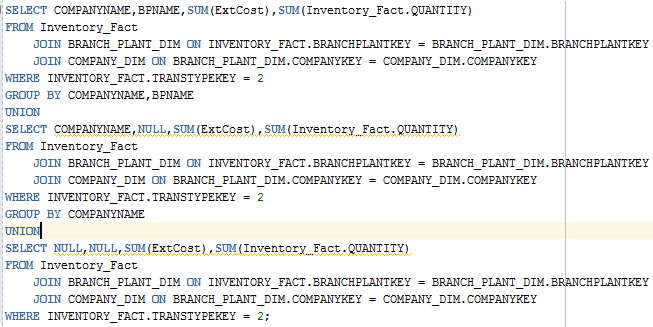 SELECT COMPANYNAME,BPNAME,SUM(ExtCost),SUM(Inventory_Fact.QUANTITY)
FROM Inventory_Fact
JOIN BRANCH_PLANT_DIM ON INVENTORY_FACT.BRANCHPLANTKEY = BRANCH_PLANT_DIM.BRANCHPLANTKEY
JOIN COMPANY_DIM ON BRANCH_PLANT_DIM.COMPANYKEY = COMPANY_DIM.COMPANYKEY
WHERE INVENTORY_FACT.TRANSTYPEKEY = 2
GROUP BY COMPANYNAME,BPNAME
UNION
SELECT COMPANYNAME,NULL,SUM(ExtCost),SUM(Inventory_Fact.QUANTITY)
FROM Inventory_Fact
JOIN BRANCH_PLANT_DIM ON INVENTORY_FACT.BRANCHPLANTKEY = BRANCH_PLANT_DIM.BRANCHPLANTKEY
JOIN COMPANY_DIM ON BRANCH_PLANT_DIM.COMPANYKEY = COMPANY_DIM.COMPANYKEY
WHERE INVENTORY_FACT.TRANSTYPEKEY = 2
GROUP BY COMPANYNAME
UNION
SELECT NULL,NULL,SUM(ExtCost),SUM(Inventory_Fact.QUANTITY)
FROM Inventory_Fact
JOIN BRANCH_PLANT_DIM ON INVENTORY_FACT.BRANCHPLANTKEY = BRANCH_PLANT_DIM.BRANCHPLANTKEY
JOIN COMPANY_DIM ON BRANCH_PLANT_DIM.COMPANYKEY = COMPANY_DIM.COMPANYKEY
WHERE INVENTORY_FACT.TRANSTYPEKEY = 2;